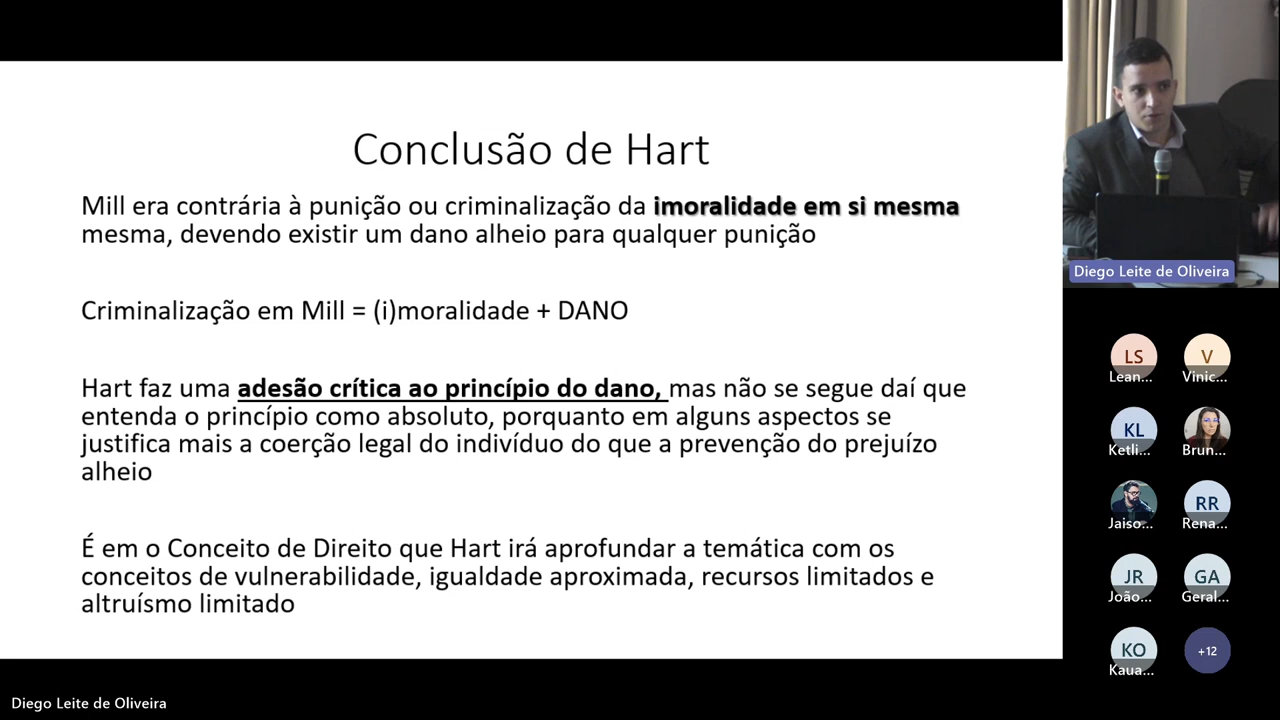 Conclusão de Hart
Mill era contrária à punição ou criminalização da imoralidade em si mesma
mesma, devendo existir um dano alheio para qualquer punição
Criminalização em Mill = (i)moralidade + DANO
Hart faz uma adesão crítica ao princípio do dano, mas não se segue daí que
entenda o princípio como absoluto, porquanto em alguns aspectos se
justifica mais a coerção legal do indivíduo do que a prevenção do prejuízo
alheio
É em o Conceito de Direito que Hart irá aprofundar a temática com os
conceitos de vulnerabilidade, igualdade aproximada, recursos limitados e
altruísmo limitado
Diego Leite de Oliveira
LS V
Lean... Vinic...
KL
Ketli... Brun...
RR
Jaiso... Rena...
JR GA
João... Geral...
KO +12
Kaua...
Diego Leite de Oliveira